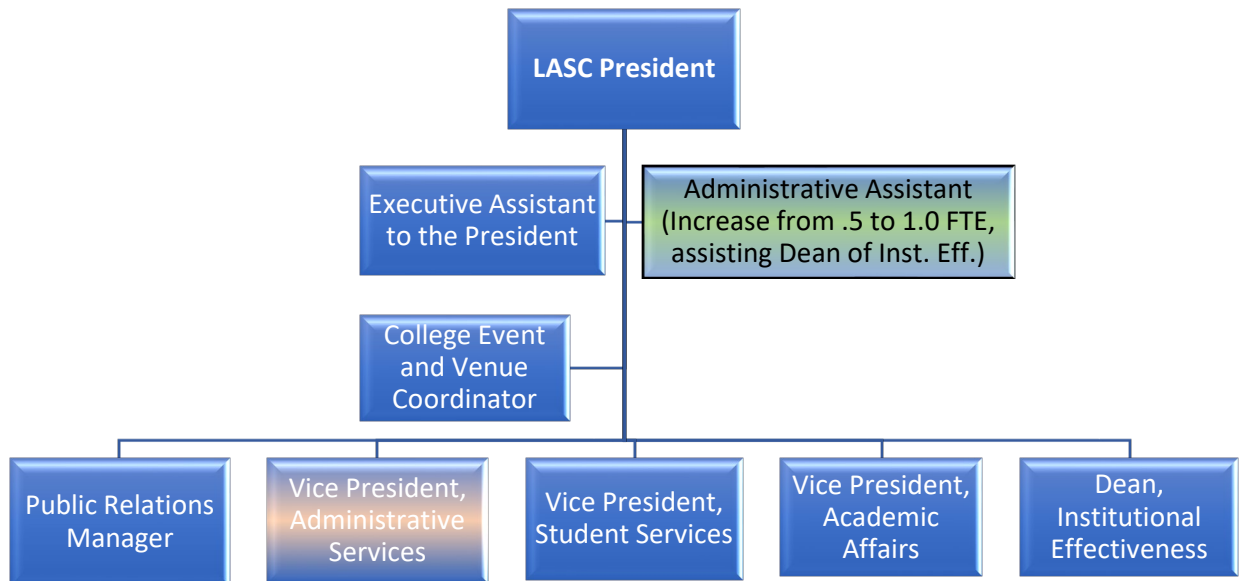 LASC President
Executive Assistant
to the President
Administrative Assistant
(Increase from .5 to 1.0 FTE,
assisting Dean of Inst. Eff.)
College Event
and Venue
Coordinator
Public Relations
Manager
Vice President,
Administrative
Services
Vice President,
Student Services
Vice President,
Academic
Affairs
Dean,
Institutional
Effectiveness